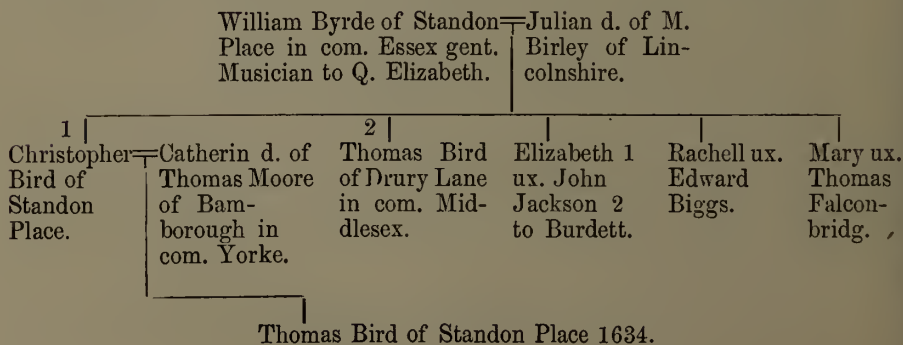 William Byrde of Standon
Place in com. Essex gent.
Musician to Q. Elizabeth.
Julian d. of M.
Birley of Lin-
colnshire.
1
Christopher
Bird of
Standon
Place.
Catherin d. of
Thomas Moore
of Bam-
borough in
com. Yorke.
2
Thomas Bird
of Drury Lane
in com. Mid-
dlesex.
Elizabeth 1
ux. John
Jackson 2
to Burdett.
Rachell ux.
Edward
Biggs.
Mary ux.
Thomas
Falcon-
bridg.
Thomas Bird of Standon Place 1634.